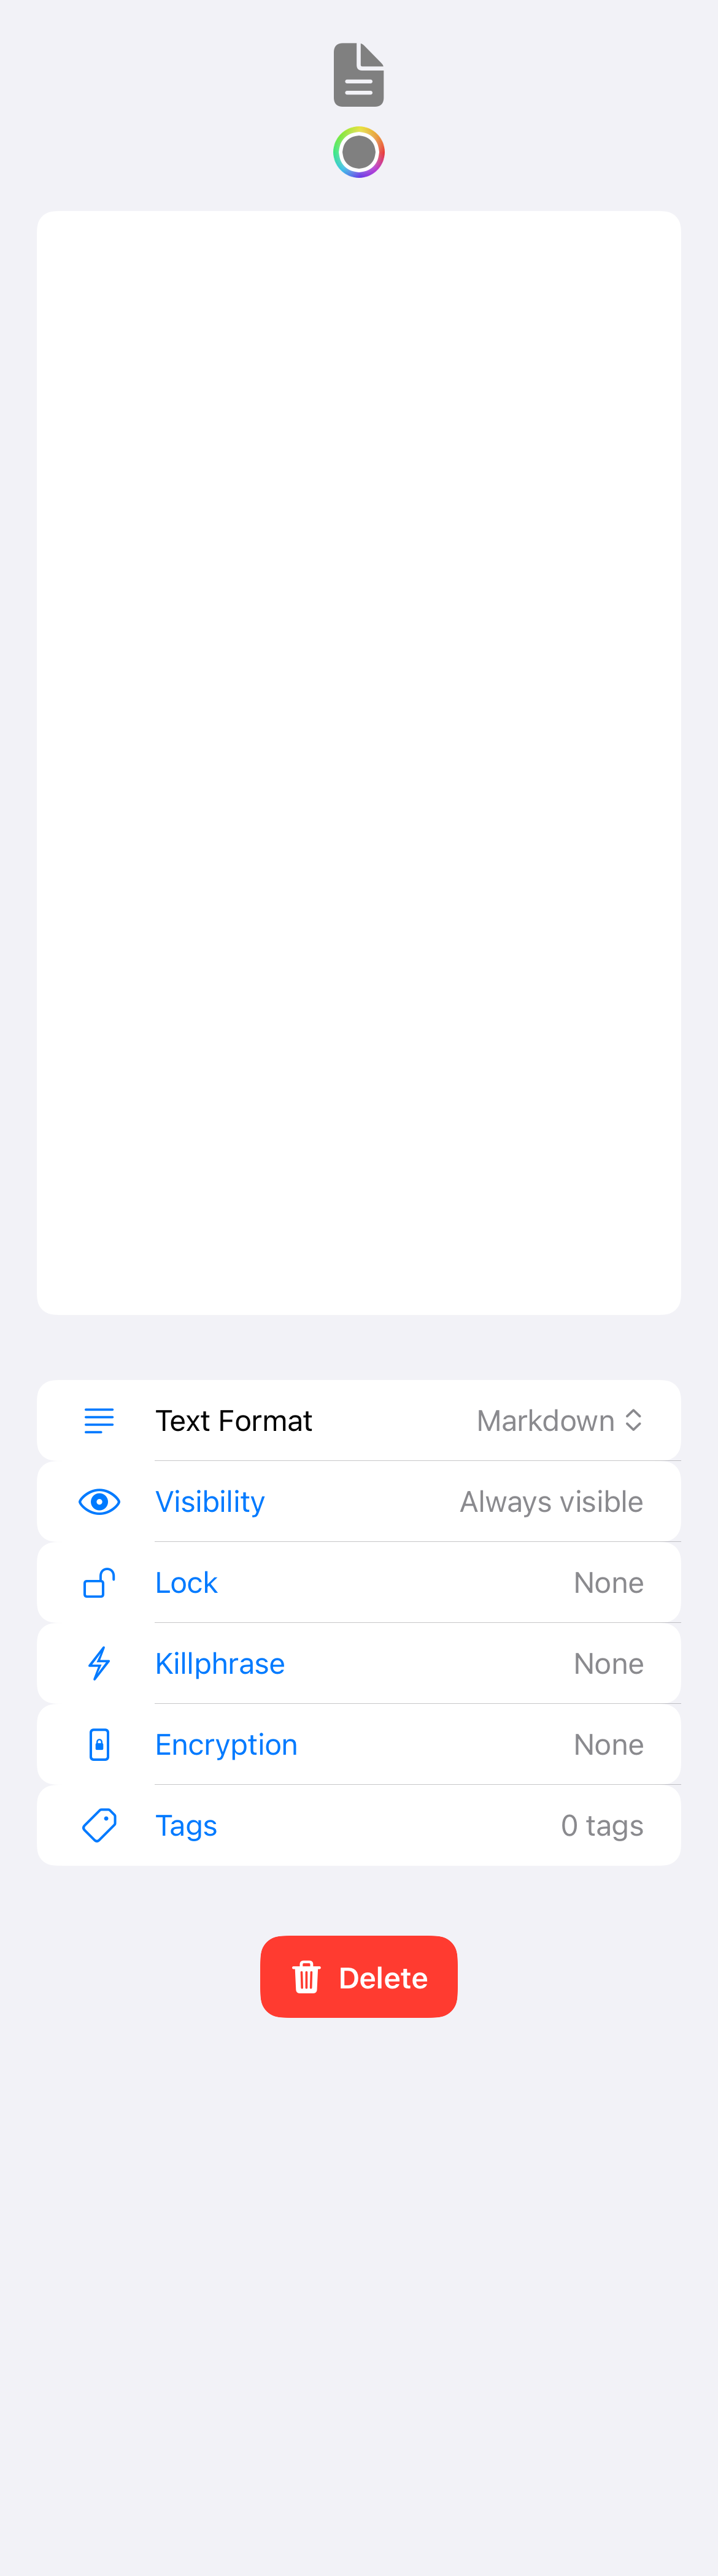 Text Format Markdown
Visibility Always visible
Lock None
Killphrase None
Encryption None
Tags 0 tags
Delete